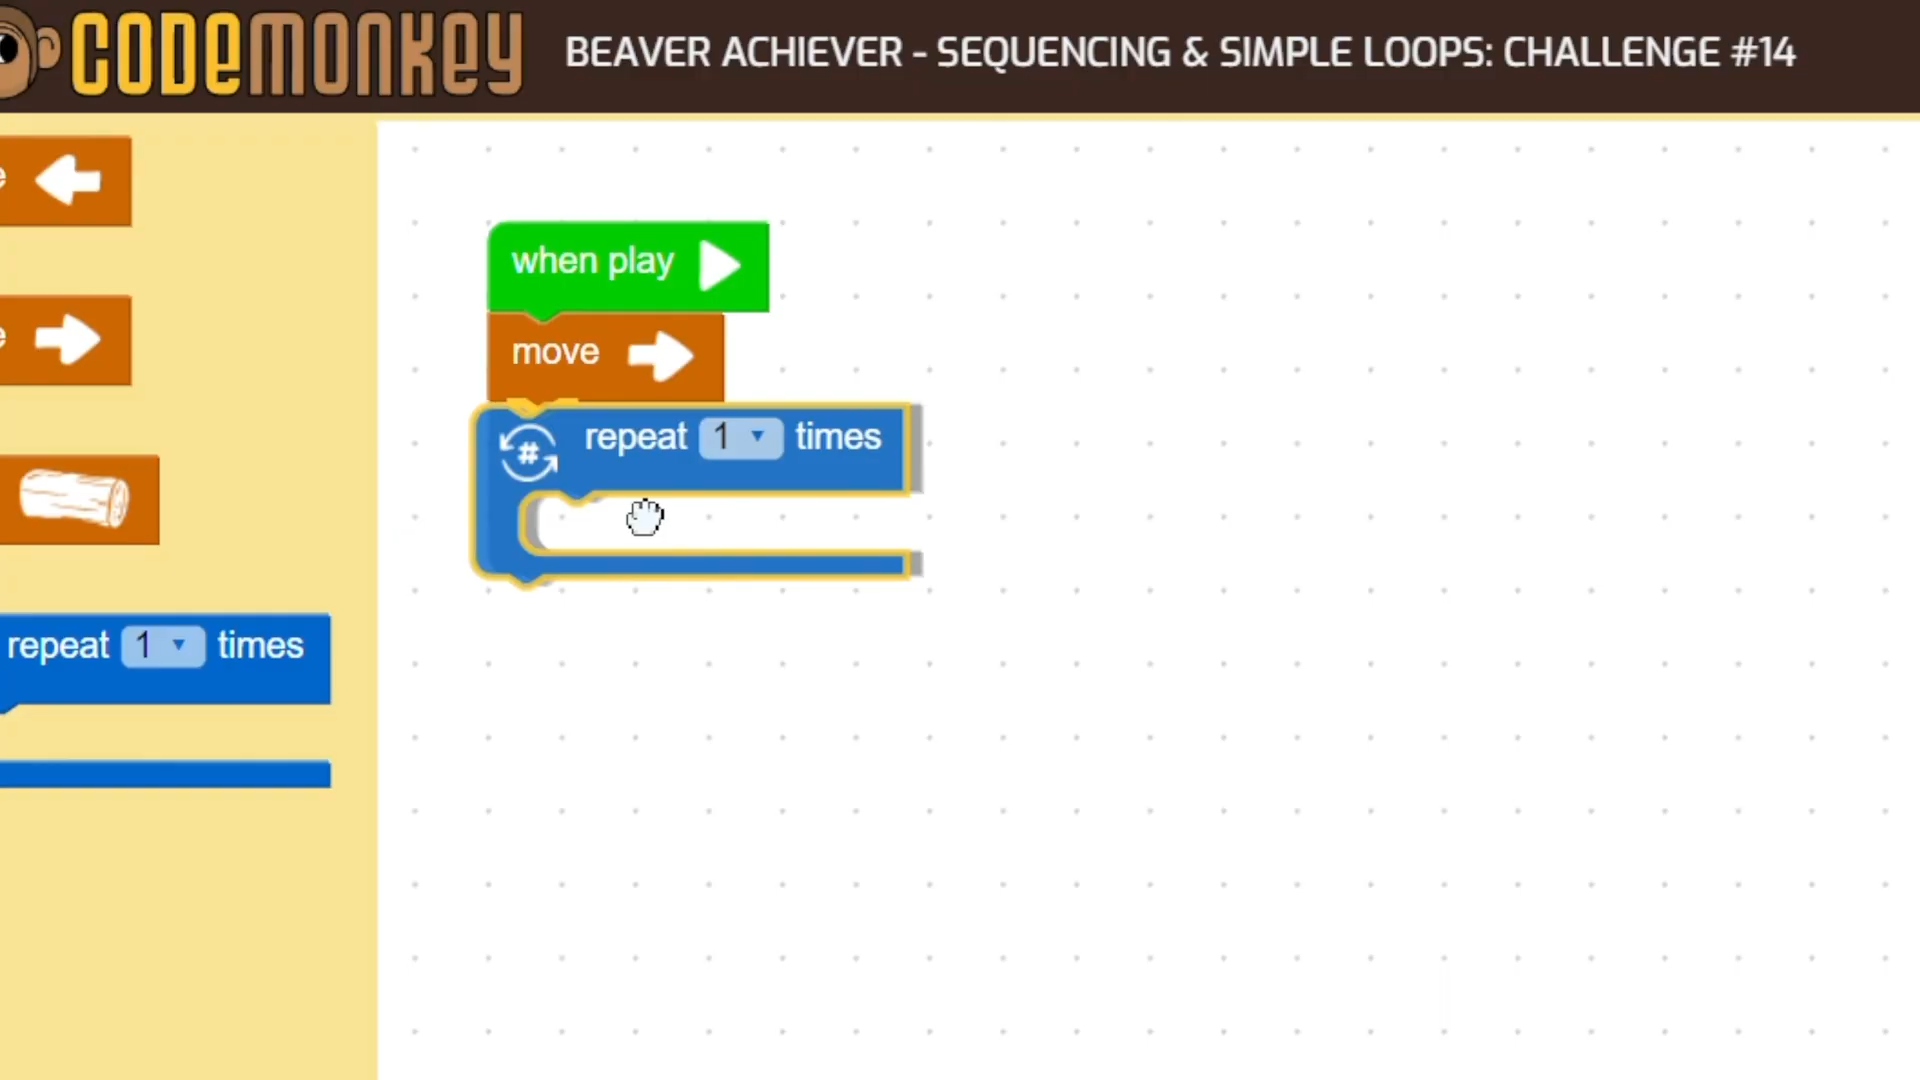 CODEMONKEY
BEAVER ACHIEVER - SEQUENCING & SIMPLE LOOPS: CHALLENGE #14
e
e
repeat 1 times
when play
move
# repeat 1 times